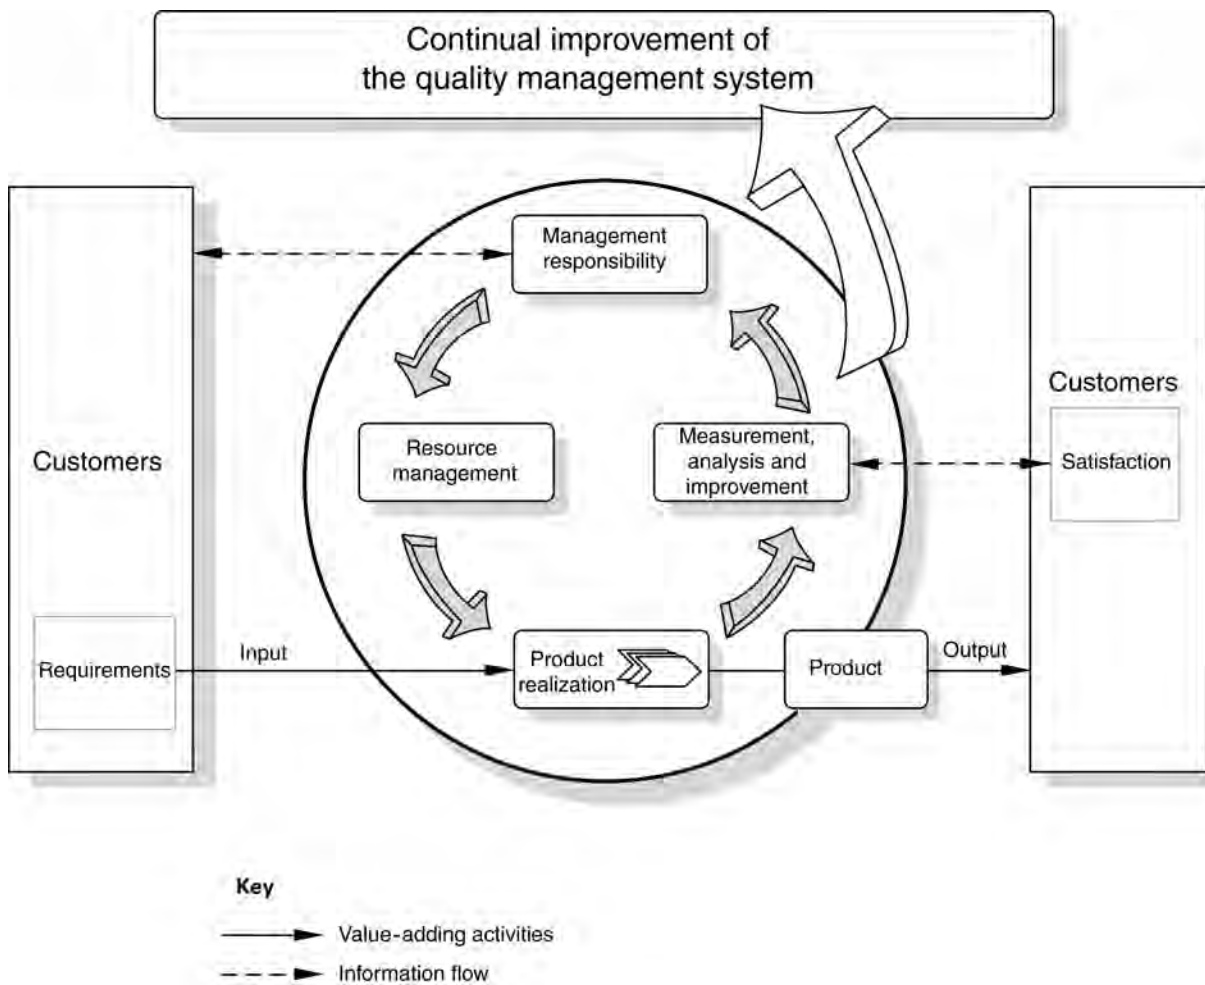 Continual improvement of
the quality management system
Management
responsibility
Customers
Resource
management
Measurement,
analysis and
improvement
Customers
Satisfaction
Requirements
Input
Product
realization
Product
Output
Key
Value-adding activities
Information flow